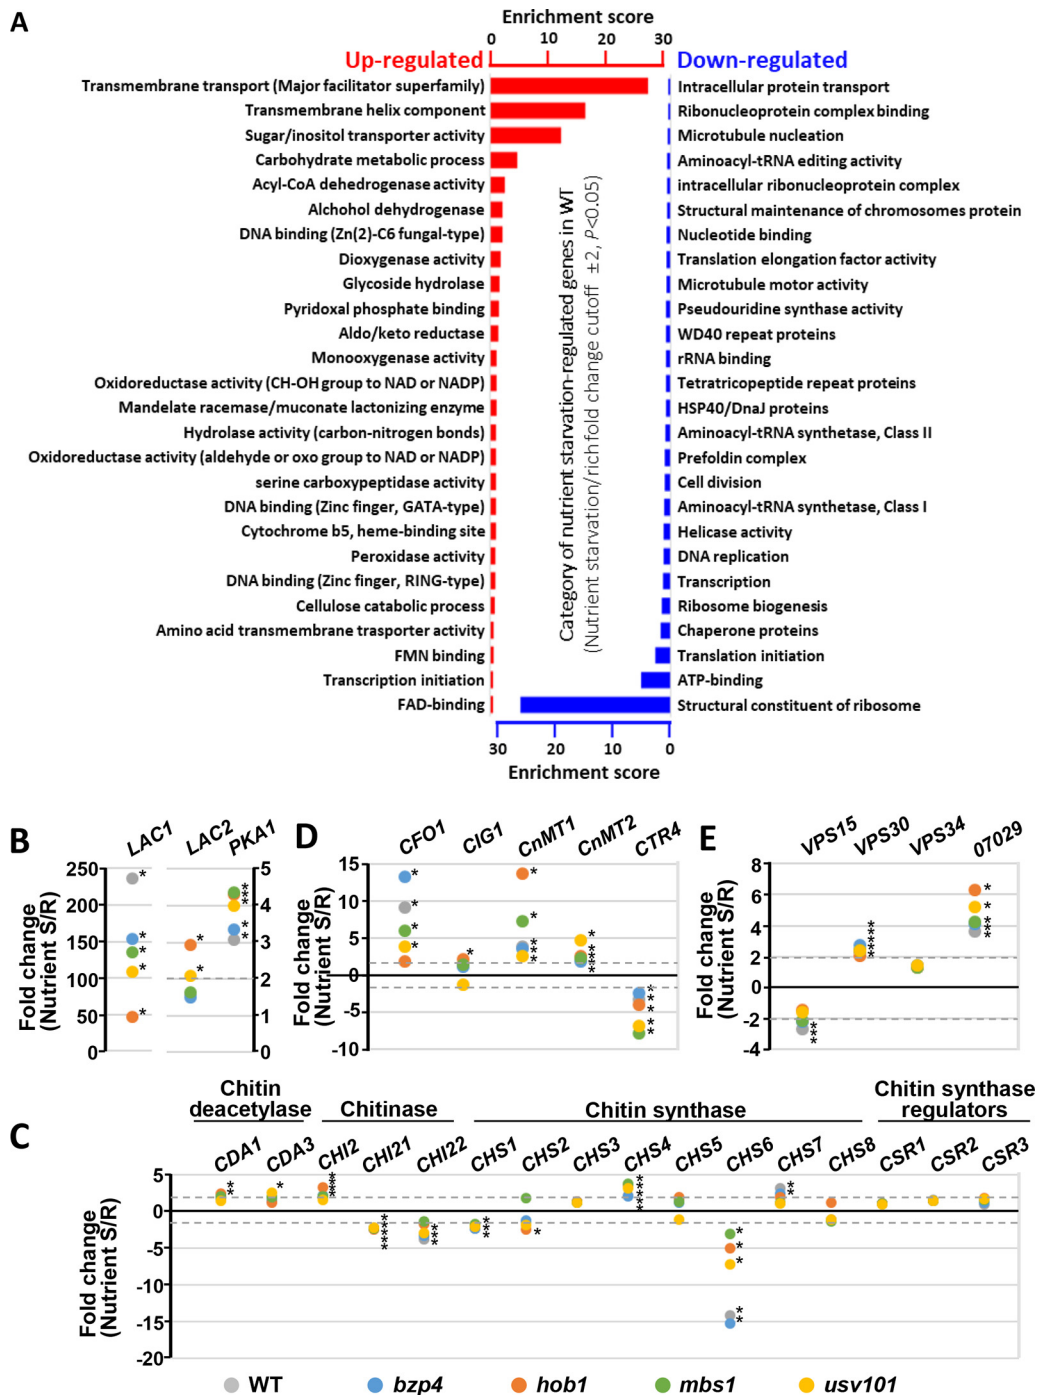 A
Enrichment score
0 10 20 30
Up-regulated Down-regulated
Transmembrane transport (Major facilitator superfamily) Intracellular protein transport
Transmembrane helix component Ribonucleoprotein complex binding
Sugar/inositol transporter activity Microtubule nucleation
Carbohydrate metabolic process Aminoacyl-tRNA editing activity
Acyl-CoA dehedrogenase activity intracellular ribonucleoprotein complex
Alchohol dehydrogenase Structural maintenance of chromosomes protein
DNA binding (Zn(2)-C6 fungal-type) Nucleotide binding
Dioxygenase activity Translation elongation factor activity
Glycoside hydrolase Microtubule motor activity
Pyridoxal phosphate binding Pseudouridine synthase activity
Aldo/keto reductase WD40 repeat proteins
Monooxygenase activity rRNA binding
Oxidoreductase activity (CH-OH group to NAD or NADP) Tetratricopeptide repeat proteins
Mandelate racemase/muconate lactonizing enzyme HSP40/DnaJ proteins
Hydrolase activity (carbon-nitrogen bonds) Aminoacyl-tRNA synthetase, Class II
Oxidoreductase activity (aldehyde or oxo group to NAD or NADP) Prefoldin complex
serine carboxypeptidase activity Cell division
DNA binding (Zinc finger, GATA-type) Aminoacyl-tRNA synthetase, Class I
Cytochrome b5, heme-binding site Helicase activity
Peroxidase activity DNA replication
DNA binding (Zinc finger, RING-type) Transcription
Cellulose catabolic process Ribosome biogenesis
Amino acid transmembrane trasporter activity Chaperone proteins
FMN binding Translation initiation
Transcription initiation ATP-binding
FAD-binding Structural constituent of ribosome
Category of nutrient starvation-regulated genes in WT
(Nutrient starvation/rich fold change cutoff ±2, P<0.05)
30 20 10 0
Enrichment score
B
LAC1 LAC2 PKA1
Fold change
(Nutrient S/R)
250 5
200 4
150 3
100 2
50 1
0 0
D
CFO1 CIG1 CnMT1 CnMT2 CTR4
Fold change
(Nutrient S/R)
15
10
5
0
-5
-10
E
VPS15 VPS30 VPS34 07029
Fold change
(Nutrient S/R)
8
6
4
2
0
-2
-4
C
Chitin
deacetylase
Chitinase
Chitin synthase
Chitin synthase
regulators
CDA1 CDA3 CHI2 CHI21 CHI22 CHS1 CHS2 CHS3 CHS4 CHS5 CHS6 CHS7 CHS8 CSR1 CSR2 CSR3
Fold change
(Nutrient S/R)
5
0
-5
-10
-15
-20
WT bzp4 hob1 mbs1 usv101